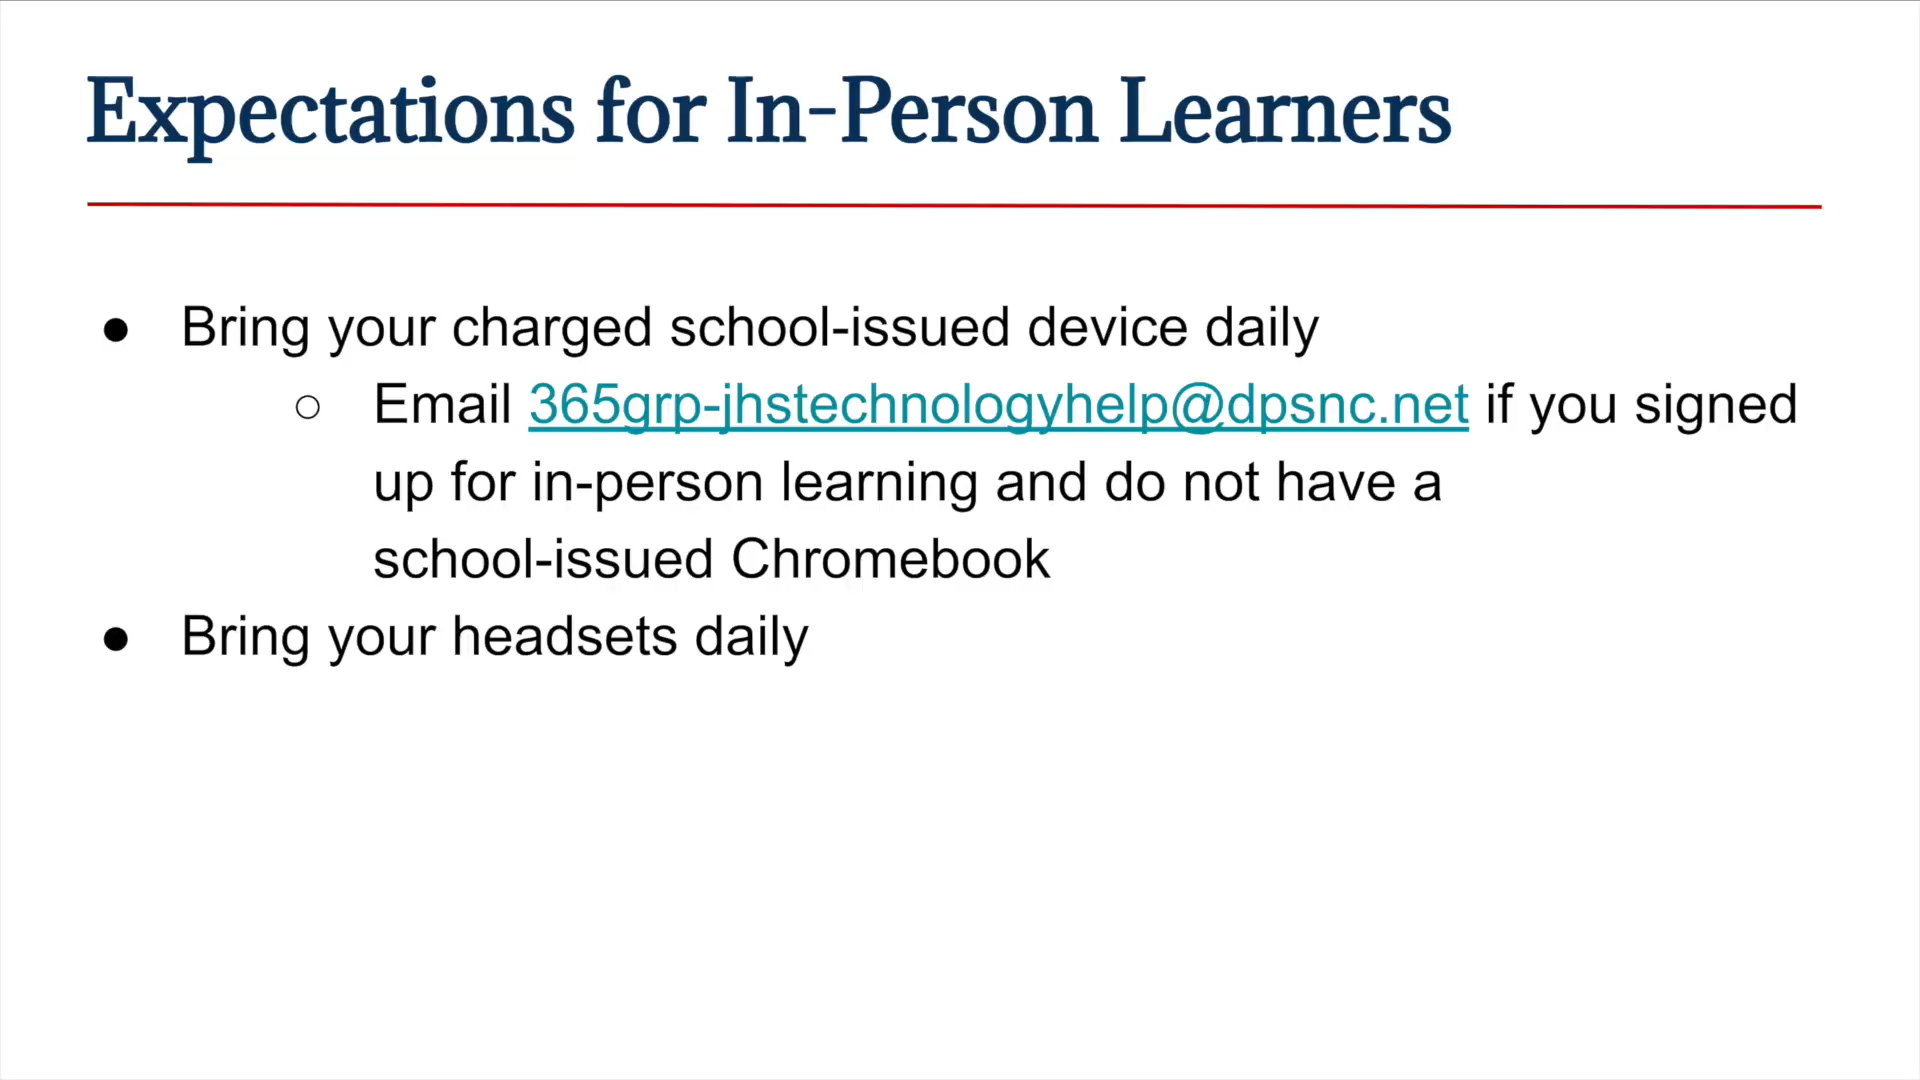 Expectations for In-Person Learners
● Bring your charged school-issued device daily
○ Email 365grp-jhstechnologyhelp@dpsnc.net if you signed
up for in-person learning and do not have a
school-issued Chromebook
● Bring your headsets daily